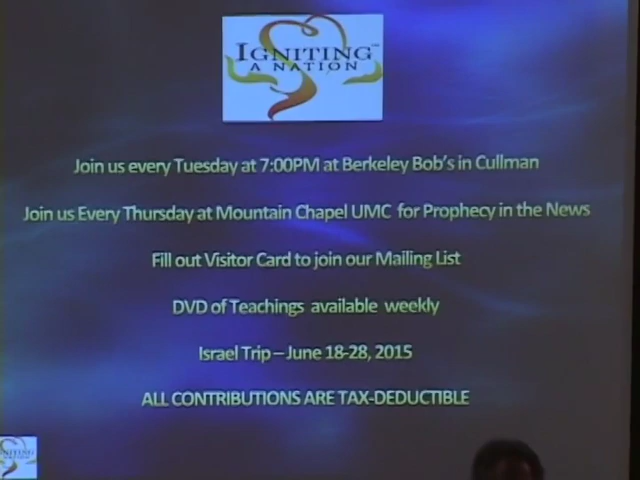 IGNITING™
A NATION
Join us every Tuesday at 7:00PM at Berkeley Bob's in Cullman
Join us Every Thursday at Mountain Chapel UMC for Prophecy in the News
Fill out Visitor Card to join our Mailing List
DVD of Teachings available weekly
Israel Trip – June 18-28, 2015
ALL CONTRIBUTIONS ARE TAX-DEDUCTIBLE
IGNITING
A NATION